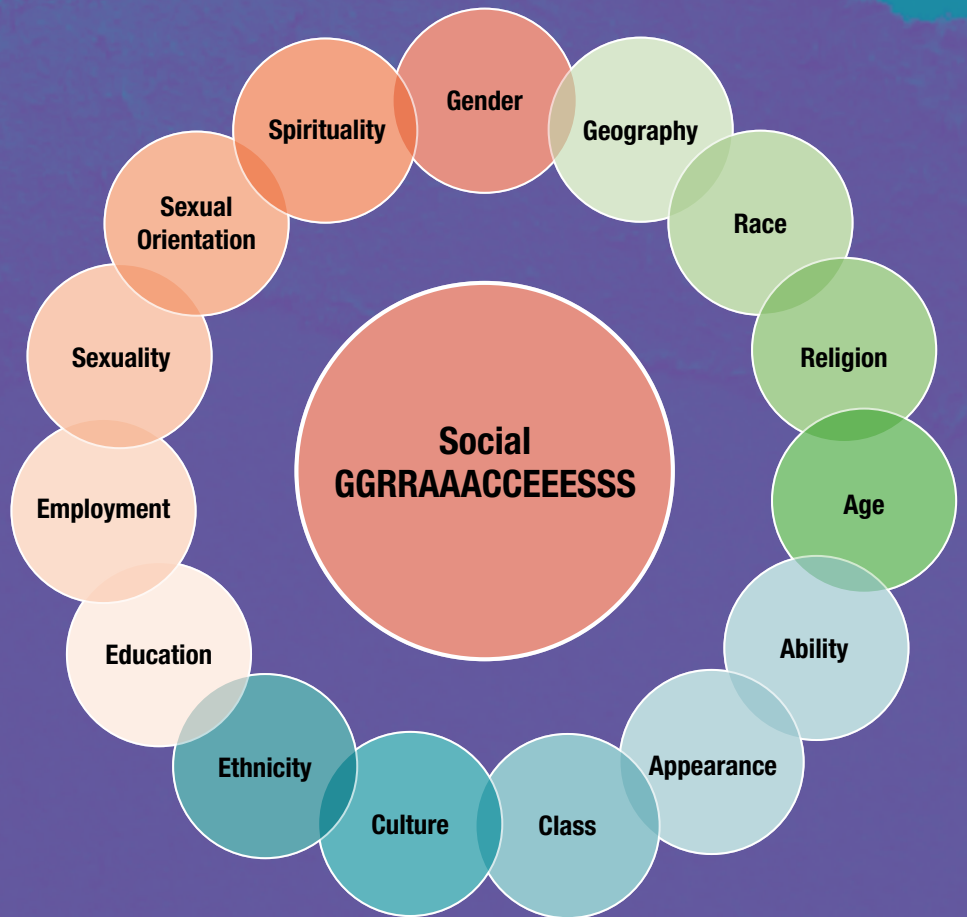 Gender
Geography
Race
Religion
Age
Ability
Appearance
Class
Culture
Ethnicity
Education
Employment
Sexuality
Sexual
Orientation
Spirituality
Social
GGRRAAACCEEESSS